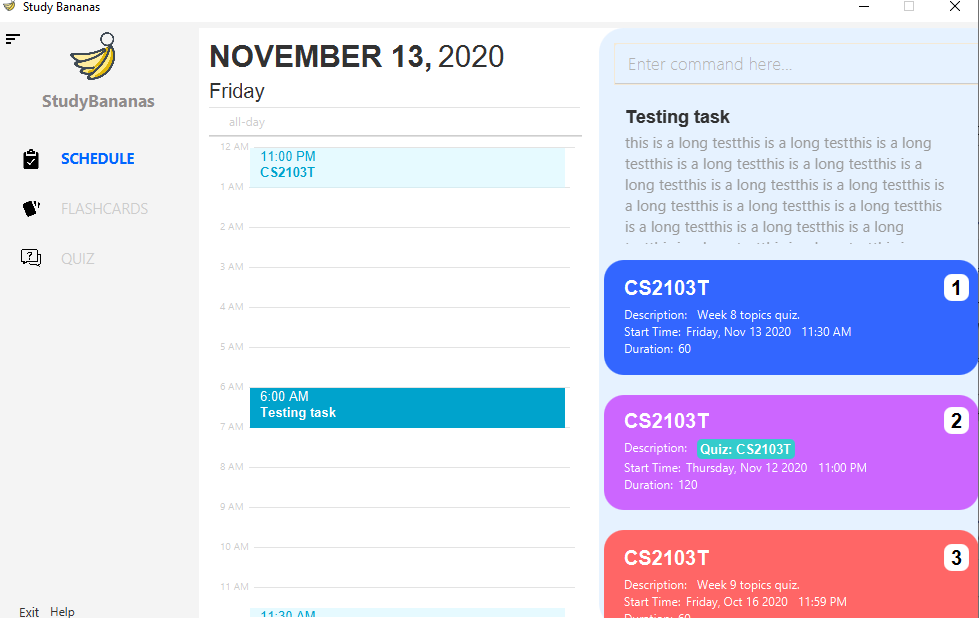 Study Bananas
StudyBananas
SCHEDULE
FLASHCARDS
QUIZ
Exit Help
NOVEMBER 13, 2020
Friday
all-day
12 AM
11:00 PM
CS2103T
1 AM
2 AM
3 AM
4 AM
5 AM
6 AM
6:00 AM
Testing task
7 AM
8 AM
9 AM
10 AM
11 AM
11:30 AM
Enter command here...
Testing task
this is a long testthis is a long testthis is a long
testthis is a long testthis is a long testthis is a
long testthis is a long testthis is a long testthis is
a long testthis is a long testthis is a long testthis
is a long testthis is a long testthis is a long
CS2103T
1
Description: Week 8 topics quiz.
Start Time: Friday, Nov 13 2020 11:30 AM
Duration: 60
CS2103T
2
Description: Quiz: CS2103T
Start Time: Thursday, Nov 12 2020 11:00 PM
Duration: 120
CS2103T
3
Description: Week 9 topics quiz.
Start Time: Friday, Oct 16 2020 11:59 PM
Duration: 60